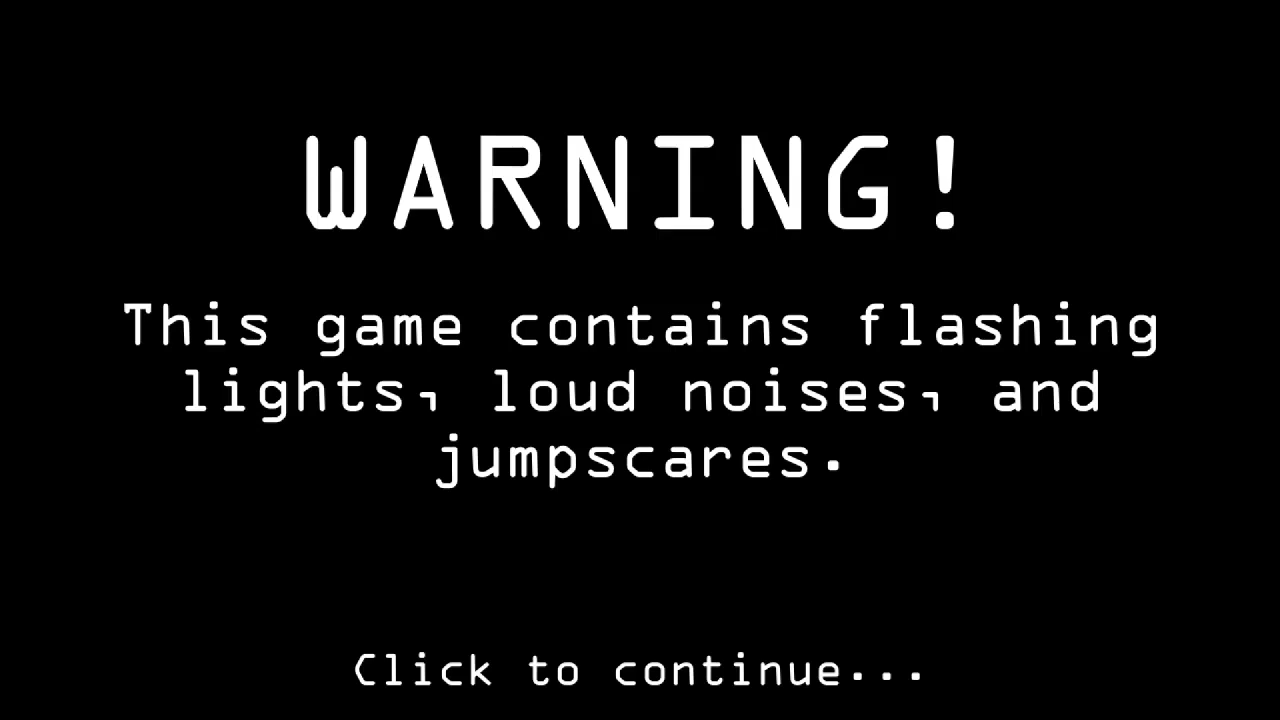 WARNING!
This game contains flashing
lights, loud noises, and
jumpscares.
Click to continue...